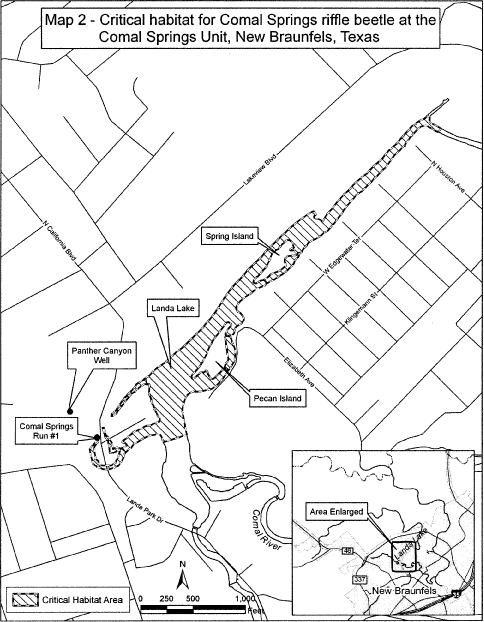 Map 2 - Critical habitat for Comal Springs riffle beetle at the
Comal Springs Unit, New Braunfels, Texas
Lakeview Blvd
N Houston Ave
N California Blvd
Spring Island
W Edgewater Ter
Landa Lake
Klingemann St
Panther Canyon
Well
Elizabeth Ave
Pecan Island
Comal Springs
Run #1
Landa Park Dr
Comal River
Area Enlarged
Landa Lake
46
337
New Braunfels
N
Critical Habitat Area
0 250 500 1,000
Feet